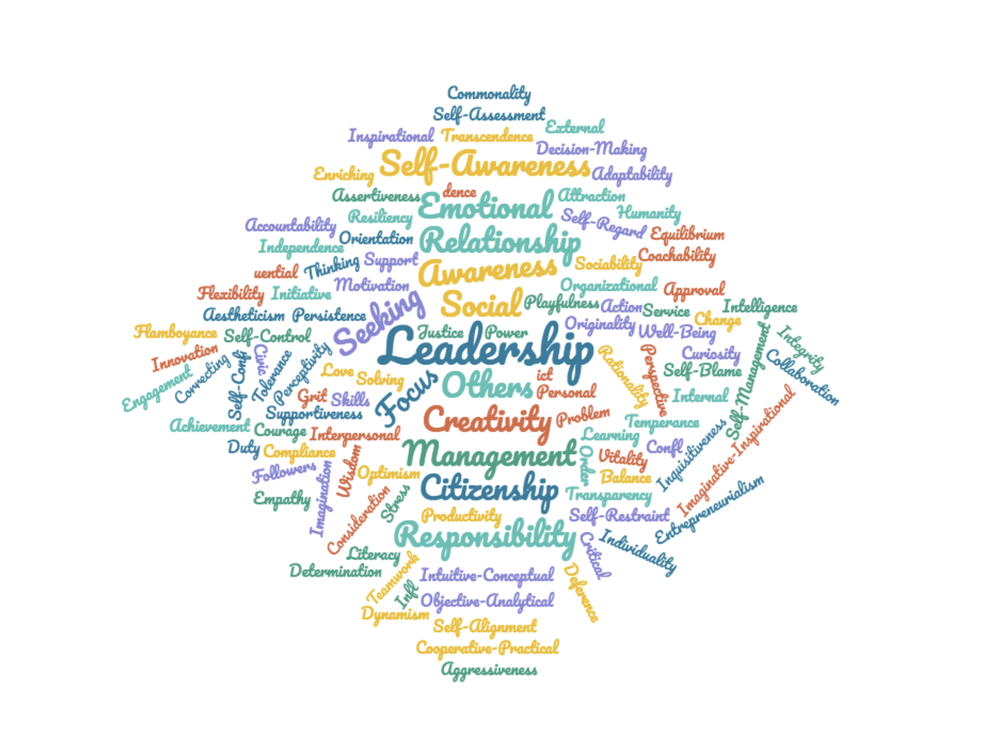 Commonality
Self-Assessment
External
Inspirational
Transcendence
Decision-Making
Self-Awareness
Enriching
Adaptability
Assertiveness
dence
Attraction
Emotional
Humanity
Resiliency
Self-Regard
Accountability
Orientation
Relationship
Equilibrium
Independence
Support
Coachability
Thinking
Awareness
Sociability
uential
Motivation
Organizational
Approval
Flexibility
Initiative
Seeking
Social
Playfulness
Action
Service
Intelligence
Aestheticism
Persistence
Change
Originality
Flamboyance
Self-Control
Justice
Power
Well-Being
Integrity
Leadership
Innovation
Civic
Curiosity
Collaboration
Correcting
Self-Confi
Tolerance
Perceptivity
Love
Solving
Rationality
Perspective
Self-Blame
Self-Management
Engagement
Others
ict
Focus
Grit
Skills
Personal
Internal
Supportiveness
Creativity
Problem
Temperance
Achievement
Courage
Interpersonal
Learning
Imaginative-Inspirational
Duty
Compliance
Management
Order
Vitality
Confl
Inquisitiveness
Followers
Imagination
Wisdom
Optimism
Balance
Citizenship
Empathy
Stress
Transparency
Entrepreneurialism
Consideration
Productivity
Self-Restraint
Responsibility
Critical
Individuality
Literacy
Determination
Teamwork
Intuitive-Conceptual
Deference
Infl
Objective-Analytical
Dynamism
Self-Alignment
Cooperative-Practical
Aggressiveness